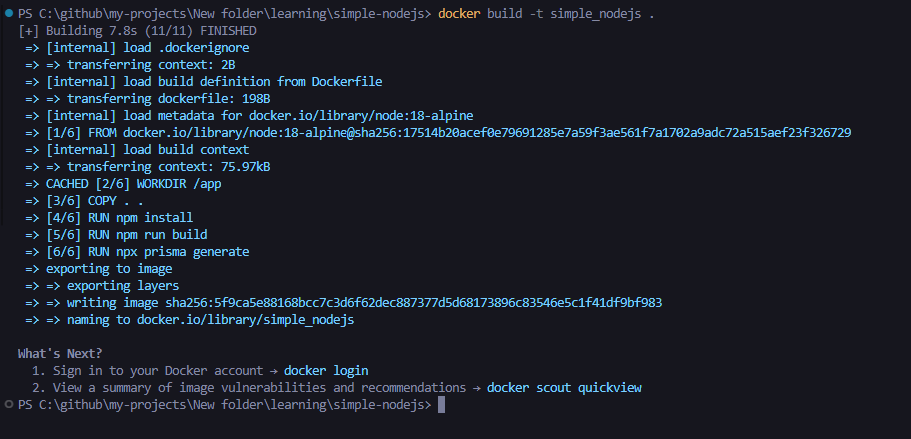 PS C:\github\my-projects\New folder\learning\simple-nodejs> docker build -t simple_nodejs .
[+] Building 7.8s (11/11) FINISHED
=> [internal] load .dockerignore
=> => transferring context: 2B
=> [internal] load build definition from Dockerfile
=> => transferring dockerfile: 198B
=> [internal] load metadata for docker.io/library/node:18-alpine
=> [1/6] FROM docker.io/library/node:18-alpine@sha256:17514b20acef0e79691285e7a59f3ae561f7a1702a9adc72a515aef23f326729
=> [internal] load build context
=> => transferring context: 75.97kB
=> CACHED [2/6] WORKDIR /app
=> [3/6] COPY . .
=> [4/6] RUN npm install
=> [5/6] RUN npm run build
=> [6/6] RUN npx prisma generate
=> exporting to image
=> => exporting layers
=> => writing image sha256:5f9ca5e88168bcc7c3d6f62dec887377d5d68173896c83546e5c1f41df9bf983
=> => naming to docker.io/library/simple_nodejs
What's Next?
1. Sign in to your Docker account → docker login
2. View a summary of image vulnerabilities and recommendations → docker scout quickview
PS C:\github\my-projects\New folder\learning\simple-nodejs>